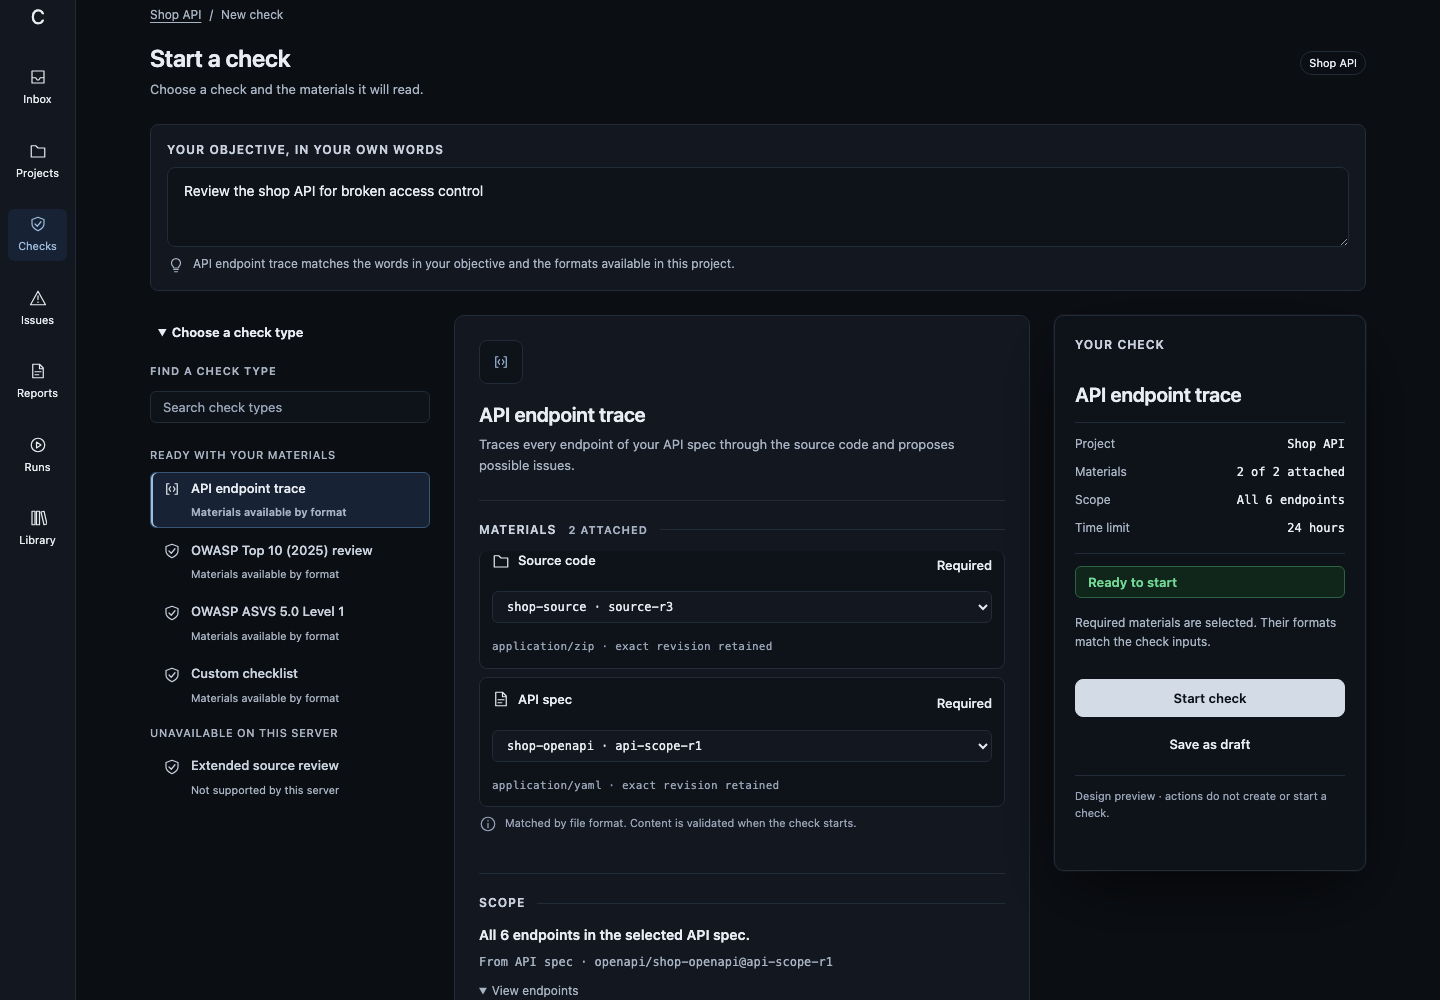 C
Inbox
Projects
Checks
Issues
Reports
Runs
Library
Shop API / New check
Start a check
Choose a check and the materials it will read.
Shop API
YOUR OBJECTIVE, IN YOUR OWN WORDS
Review the shop API for broken access control
API endpoint trace matches the words in your objective and the formats available in this project.
▼ Choose a check type
FIND A CHECK TYPE
Search check types
READY WITH YOUR MATERIALS
API endpoint trace
Materials available by format
OWASP Top 10 (2025) review
Materials available by format
OWASP ASVS 5.0 Level 1
Materials available by format
Custom checklist
Materials available by format
UNAVAILABLE ON THIS SERVER
Extended source review
Not supported by this server
API endpoint trace
Traces every endpoint of your API spec through the source code and proposes
possible issues.
MATERIALS 2 ATTACHED
Source code
Required
shop-source · source-r3
application/zip · exact revision retained
API spec
Required
shop-openapi · api-scope-r1
application/yaml · exact revision retained
Matched by file format. Content is validated when the check starts.
SCOPE
All 6 endpoints in the selected API spec.
From API spec · openapi/shop-openapi@api-scope-r1
▼ View endpoints
YOUR CHECK
API endpoint trace
Project Shop API
Materials 2 of 2 attached
Scope All 6 endpoints
Time limit 24 hours
Ready to start
Required materials are selected. Their formats
match the check inputs.
Start check
Save as draft
Design preview · actions do not create or start a
check.